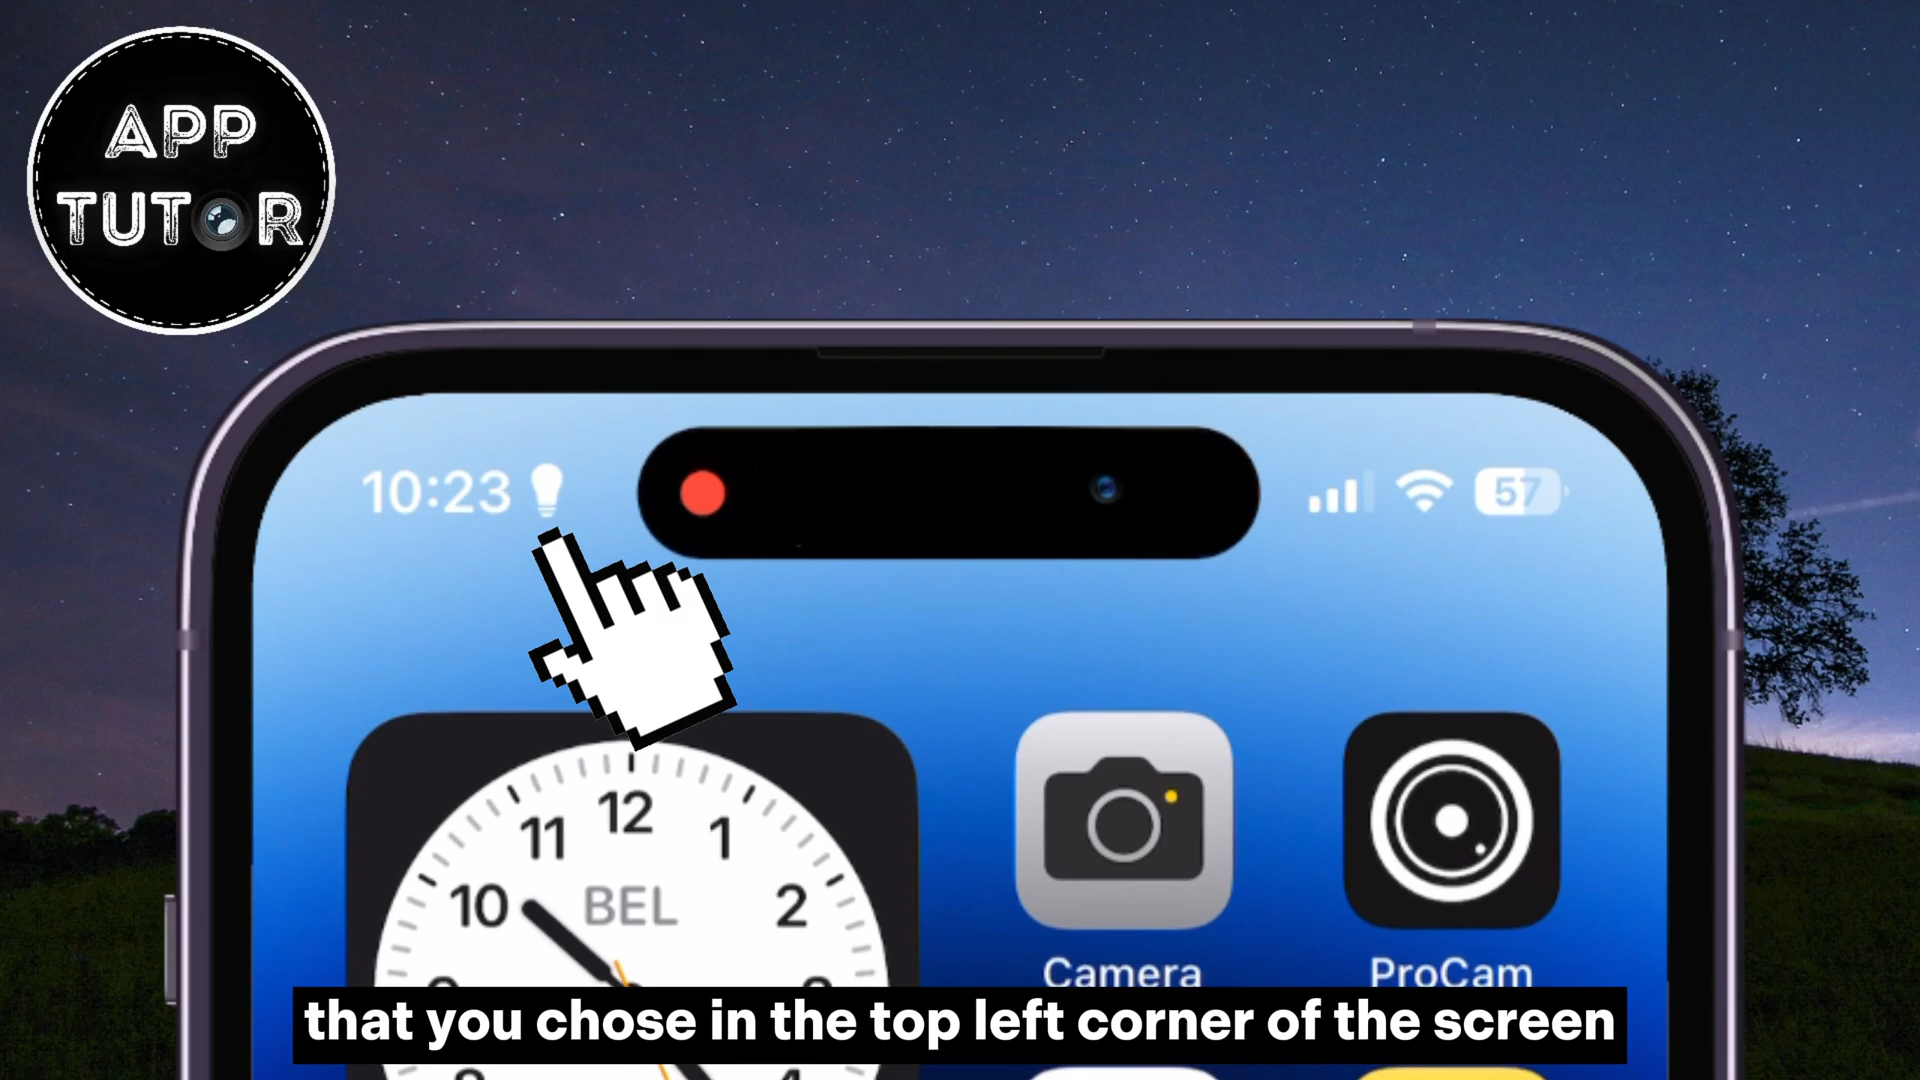 APP
TUTOR
10:23
57
12
11
1
10
BEL
2
Camera
ProCam
that you chose in the top left corner of the screen